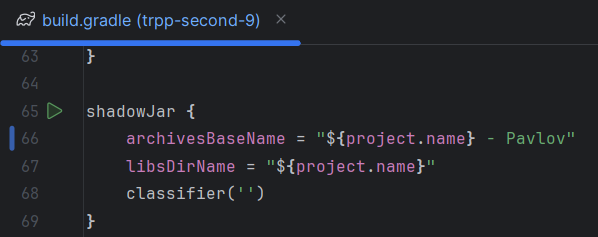 build.gradle (trpp-second-9)
63 }
64
65 shadowJar {
66 archivesBaseName = "${project.name} - Pavlov"
67 libsDirName = "${project.name}"
68 classifier('')
69 }